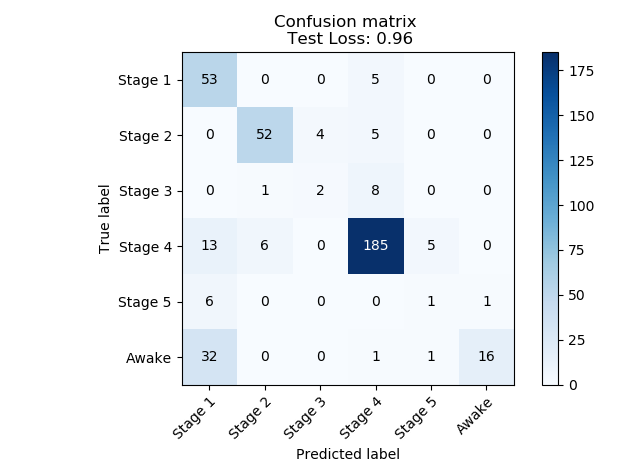 Confusion matrix
Test Loss: 0.96
Stage 1 53 0 0 5 0 0
Stage 2 0 52 4 5 0 0
Stage 3 0 1 2 8 0 0
Stage 4 13 6 0 185 5 0
Stage 5 6 0 0 0 1 1
Awake 32 0 0 1 1 16
True label
Stage 1 Stage 2 Stage 3 Stage 4 Stage 5 Awake
Predicted label
175
150
125
100
75
50
25
0